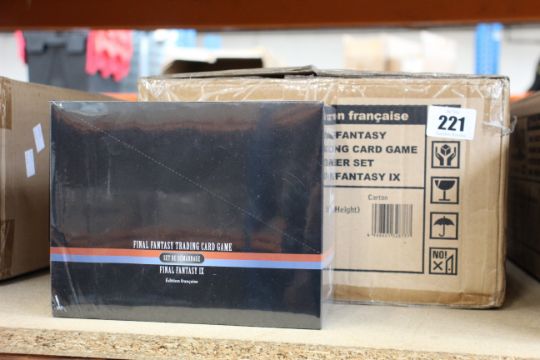 FINAL FANTASY TRADING CARD GAME
SET DE DÉMARRAGE
FINAL FANTASY IX
Édition française
française
221
FANTASY
CARD GAME
SET
FANTASY IX
Carton
Height)
NO!